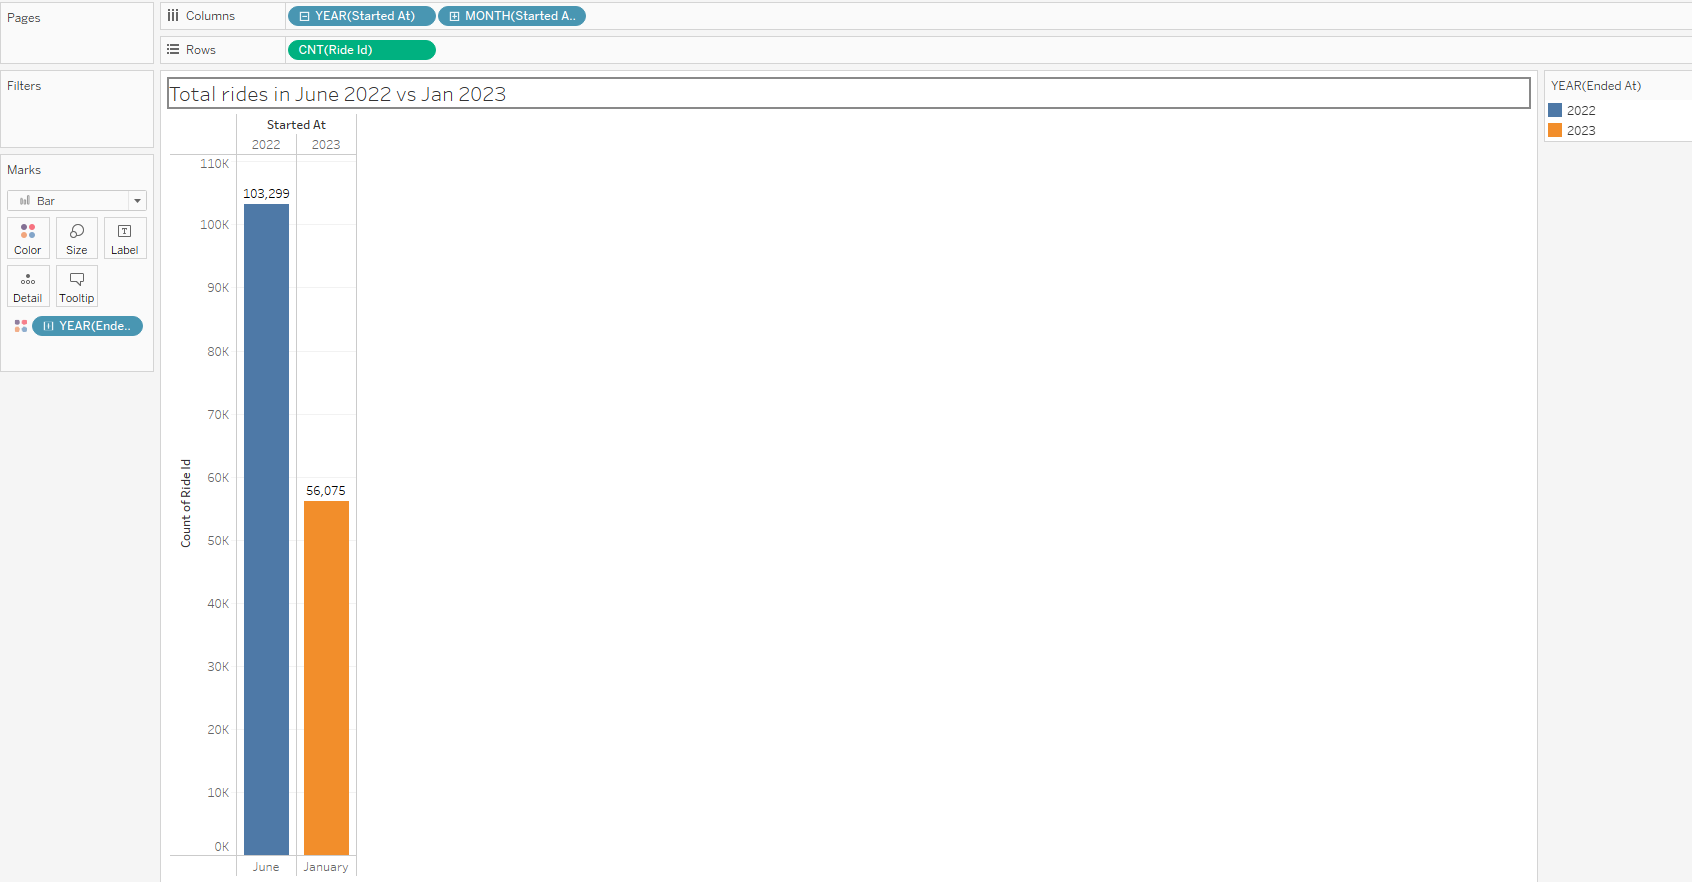 Pages
Columns
YEAR(Started At)
MONTH(Started A..
Rows
CNT(Ride Id)
Filters
Marks
Bar
Color
Size
Label
Detail
Tooltip
YEAR(Ende..
Total rides in June 2022 vs Jan 2023
Started At
2022
2023
110K
100K
90K
80K
70K
60K
50K
40K
30K
20K
10K
0K
Count of Ride Id
103,299
56,075
June
January
YEAR(Ended At)
2022
2023